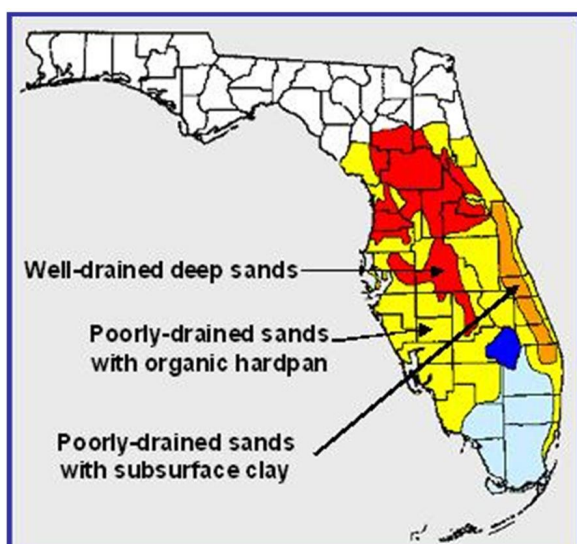 Well-drained deep sands
Poorly-drained sands
with organic hardpan
Poorly-drained sands
with subsurface clay